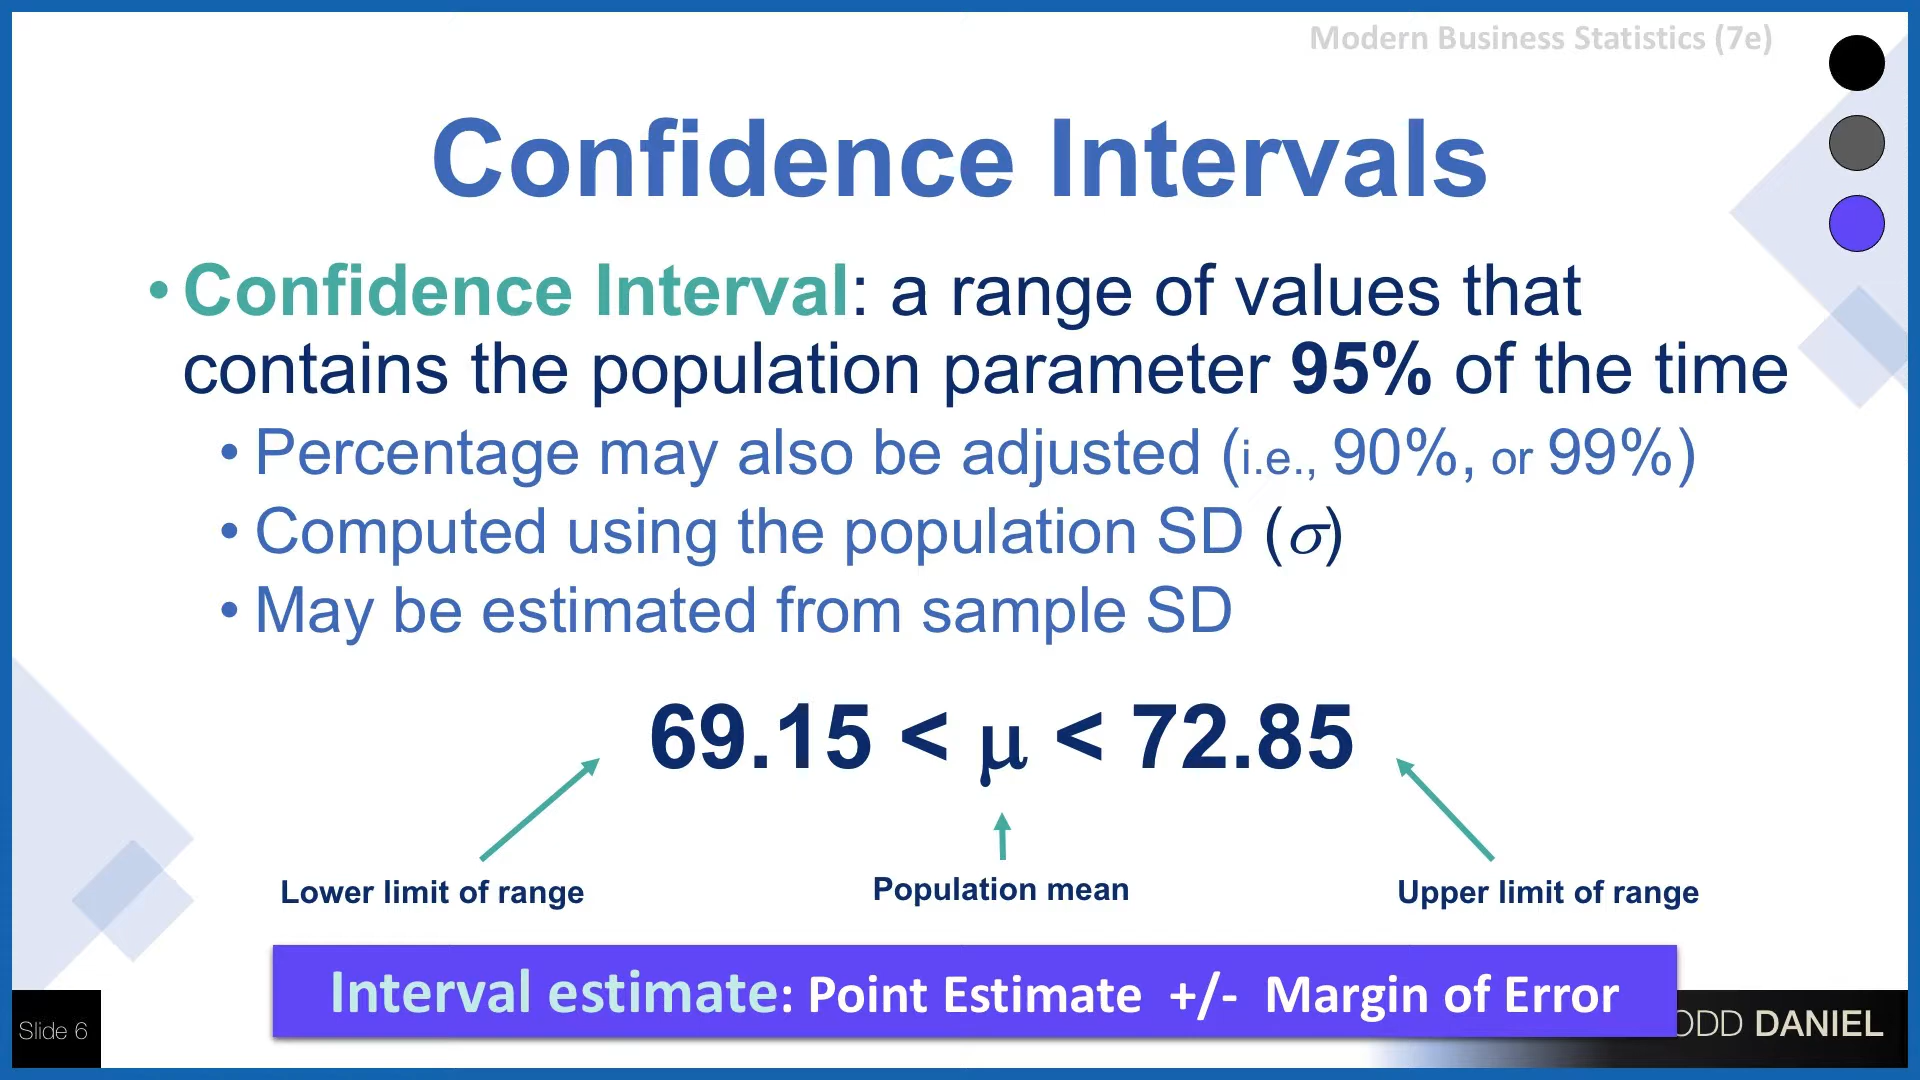 Modern Business Statistics (7e)
Confidence Intervals
• Confidence Interval: a range of values that
contains the population parameter 95% of the time
• Percentage may also be adjusted (i.e., 90%, or 99%)
• Computed using the population SD (σ)
• May be estimated from sample SD
69.15 < μ < 72.85
Lower limit of range
Population mean
Upper limit of range
Interval estimate: Point Estimate +/- Margin of Error
Slide 6
ODD DANIEL